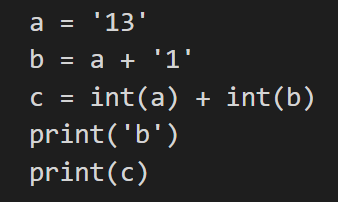 a = '13'
b = a + '1'
c = int(a) + int(b)
print('b')
print(c)